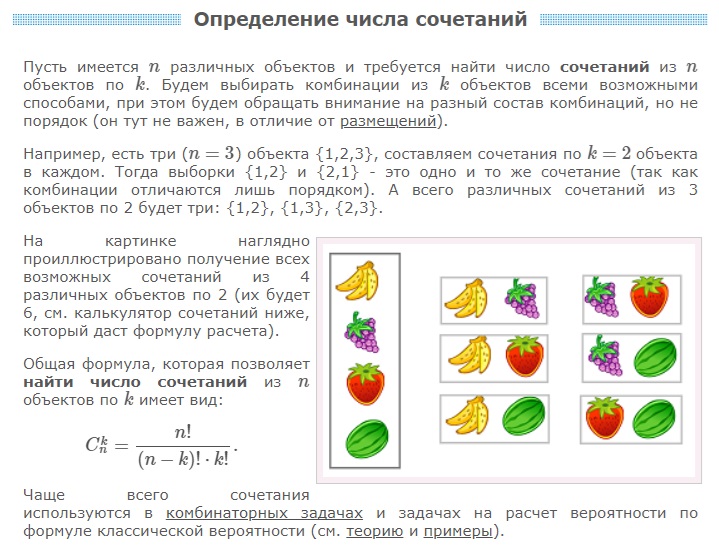 Определение числа сочетаний
Пусть имеется n различных объектов и требуется найти число сочетаний из n
объектов по k. Будем выбирать комбинации из k объектов всеми возможными
способами, при этом будем обращать внимание на разный состав комбинаций, но не
порядок (он тут не важен, в отличие от размещений).
Например, есть три (n = 3) объекта {1,2,3}, составляем сочетания по k = 2 объекта
в каждом. Тогда выборки {1,2} и {2,1} - это одно и то же сочетание (так как
комбинации отличаются лишь порядком). А всего различных сочетаний из 3
объектов по 2 будет три: {1,2}, {1,3}, {2,3}.
На картинке наглядно
проиллюстрировано получение всех
возможных сочетаний из 4
различных объектов по 2 (их будет
6, см. калькулятор сочетаний ниже,
который даст формулу расчета).
Общая формула, которая позволяет
найти число сочетаний из n
объектов по k имеет вид:
C_n^k = n! / ((n − k)! · k!).
Чаще всего сочетания
используются в комбинаторных задачах и задачах на расчет вероятности по
формуле классической вероятности (см. теорию и примеры).